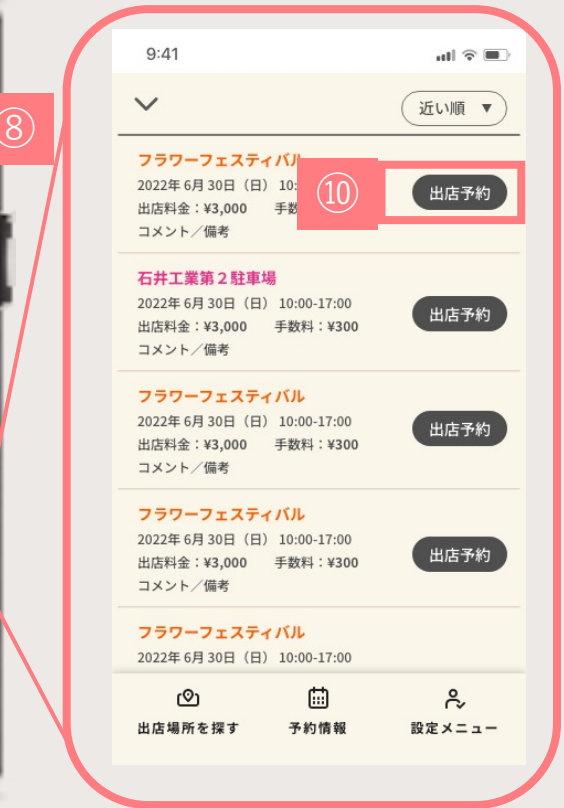 ⑧
9:41
近い順 ▼
フラワーフェスティバル
2022年6月30日（日） 10:
⑩
出店予約
出店料金：¥3,000 手数
コメント／備考
石井工業第2駐車場
2022年6月30日（日） 10:00-17:00
出店予約
出店料金：¥3,000 手数料：¥300
コメント／備考
フラワーフェスティバル
2022年6月30日（日） 10:00-17:00
出店予約
出店料金：¥3,000 手数料：¥300
コメント／備考
フラワーフェスティバル
2022年6月30日（日） 10:00-17:00
出店予約
出店料金：¥3,000 手数料：¥300
コメント／備考
フラワーフェスティバル
2022年6月30日（日） 10:00-17:00
出店場所を探す 予約情報 設定メニュー